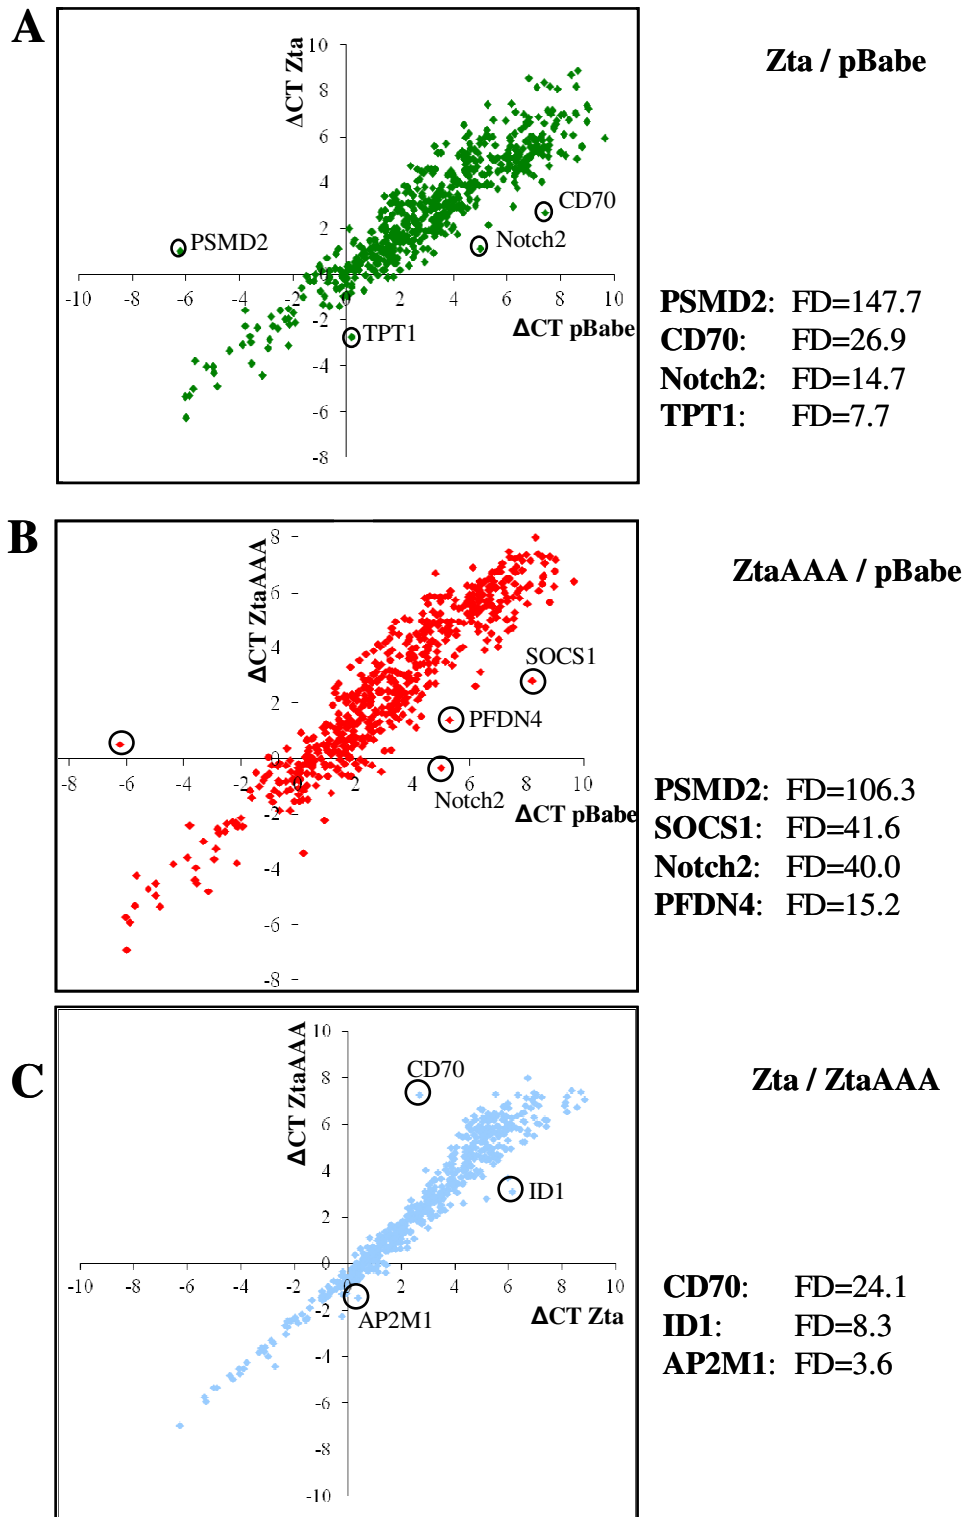 A
Zta / pBabe
ΔCT Zta
10
8
6
4
2
-2
-4
-6
-8
-10
-8
-6
-4
-2
0
2
4
6
8
10
ΔCT pBabe
PSMD2
CD70
Notch2
TPT1
PSMD2: FD=147.7
CD70: FD=26.9
Notch2: FD=14.7
TPT1: FD=7.7
B
ZtaAAA / pBabe
ΔCT ZtaAAA
8
6
4
2
-2
-4
-6
-8
-8
-6
-4
-2
0
2
4
6
8
10
ΔCT pBabe
SOCS1
PFDN4
Notch2
PSMD2: FD=106.3
SOCS1: FD=41.6
Notch2: FD=40.0
PFDN4: FD=15.2
C
Zta / ZtaAAA
ΔCT ZtaAAA
10
8
6
4
2
0
-2
-4
-6
-8
-10
-10
-8
-6
-4
-2
0
2
4
6
8
10
ΔCT Zta
CD70
ID1
AP2M1
CD70: FD=24.1
ID1: FD=8.3
AP2M1: FD=3.6